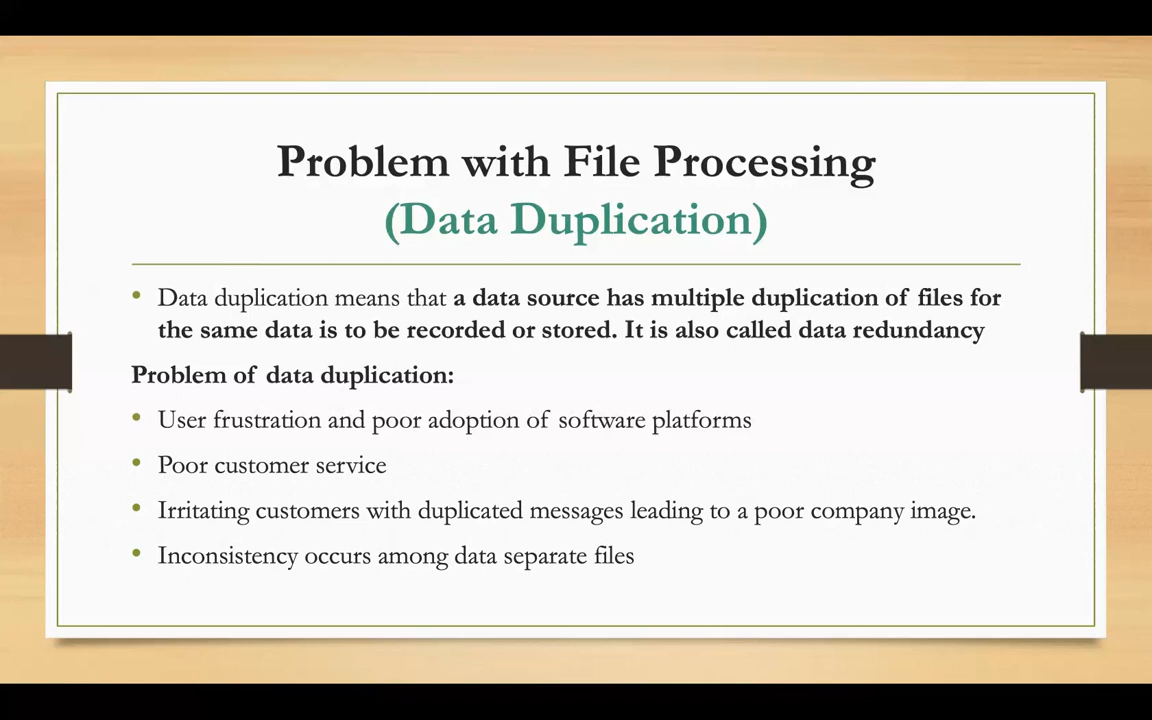 Problem with File Processing
(Data Duplication)
• Data duplication means that a data source has multiple duplication of files for
the same data is to be recorded or stored. It is also called data redundancy
Problem of data duplication:
• User frustration and poor adoption of software platforms
• Poor customer service
• Irritating customers with duplicated messages leading to a poor company image.
• Inconsistency occurs among data separate files